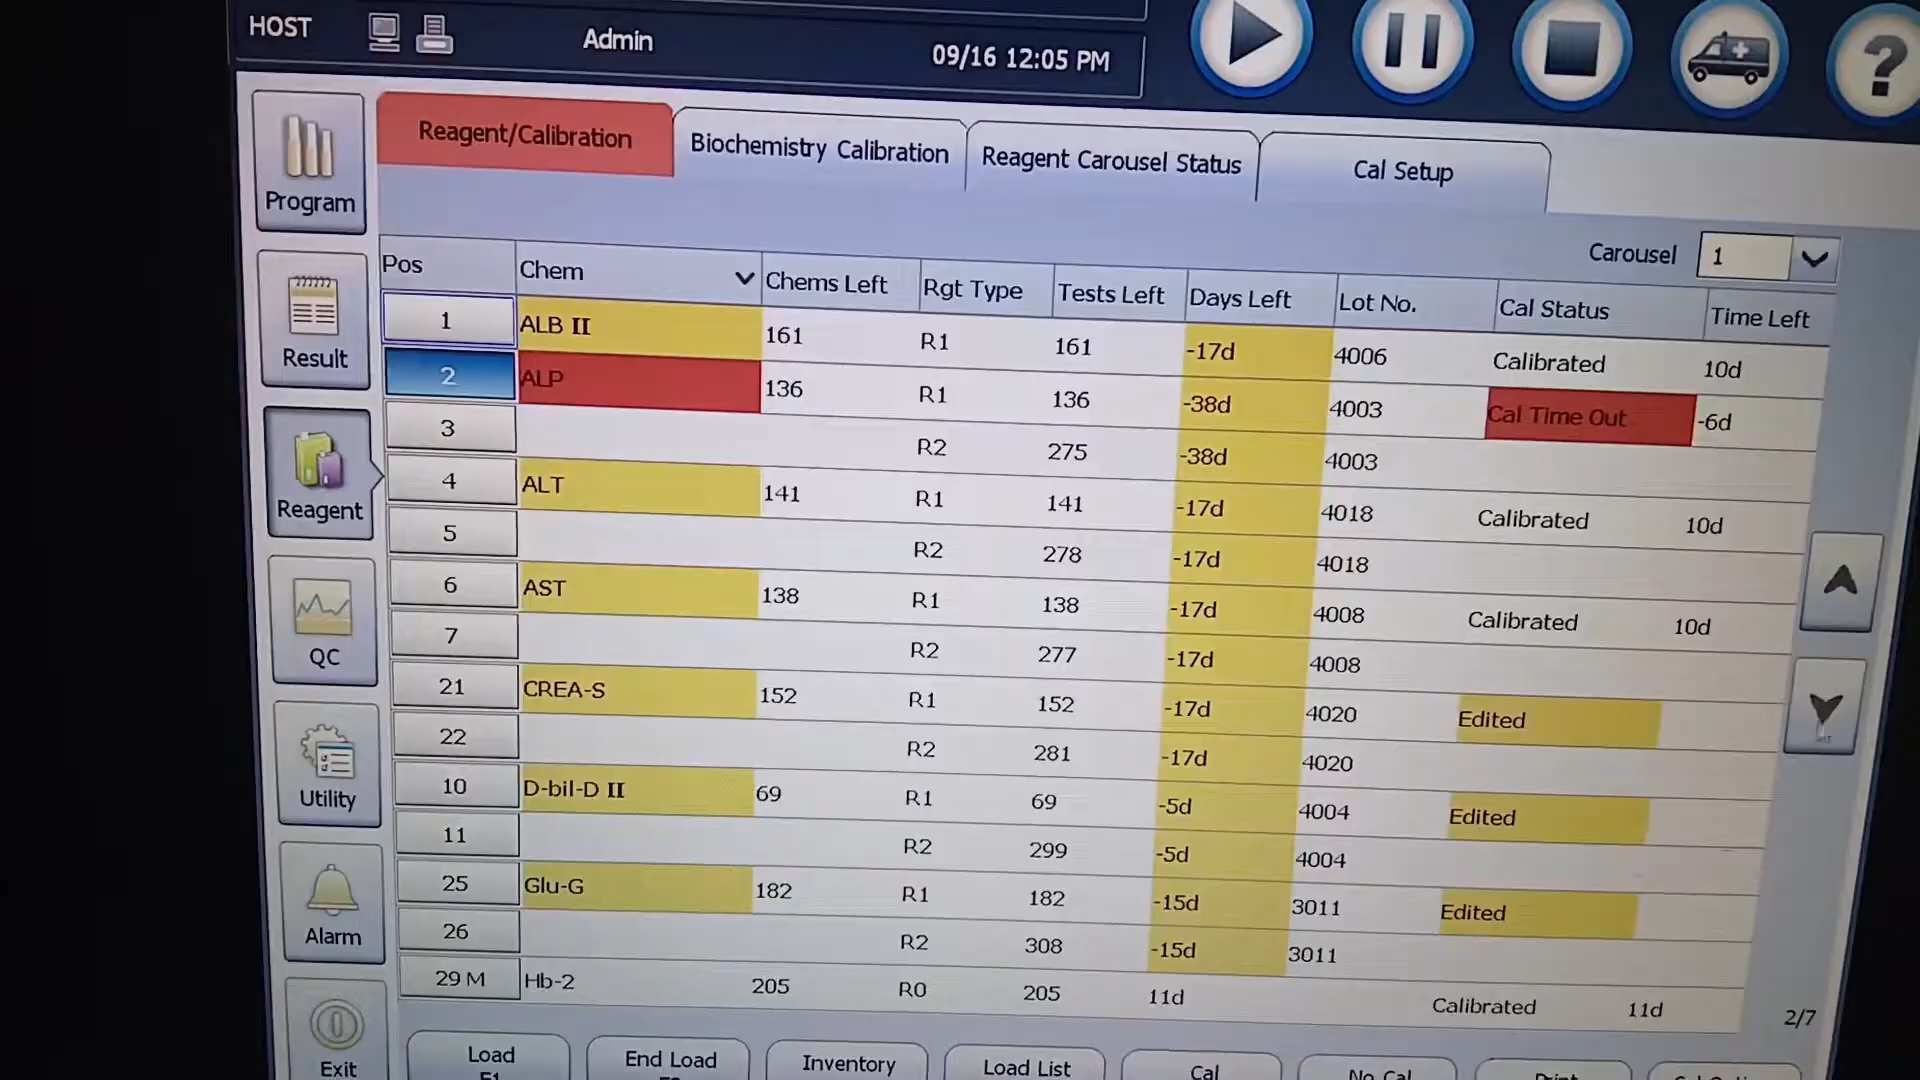 HOST Admin 09/16 12:05 PM
Program
Result
Reagent
QC
Utility
Alarm
Exit
Reagent/Calibration Biochemistry Calibration Reagent Carousel Status Cal Setup
Carousel 1
Pos Chem Chems Left Rgt Type Tests Left Days Left Lot No. Cal Status Time Left
1 ALB II 161 R1 161 -17d 4006 Calibrated 10d
2 ALP 136 R1 136 -38d 4003 Cal Time Out -6d
3 R2 275 -38d 4003
4 ALT 141 R1 141 -17d 4018 Calibrated 10d
5 R2 278 -17d 4018
6 AST 138 R1 138 -17d 4008 Calibrated 10d
7 R2 277 -17d 4008
21 CREA-S 152 R1 152 -17d 4020 Edited
22 R2 281 -17d 4020
10 D-bil-D II 69 R1 69 -5d 4004 Edited
11 R2 299 -5d 4004
25 Glu-G 182 R1 182 -15d 3011 Edited
26 R2 308 -15d 3011
29 M Hb-2 205 R0 205 11d Calibrated 11d
2/7
Load End Load Inventory Load List Cal No Cal Print